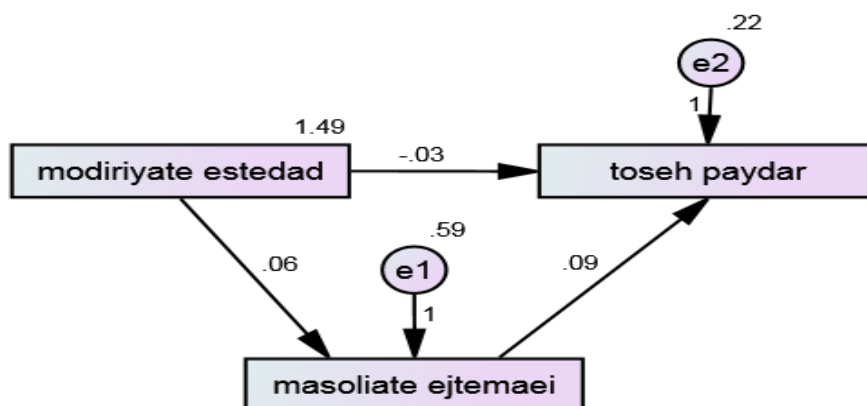 .22
e2
1
1.49
modiriyate estedad
-.03
toseh paydar
.06
.59
e1
1
.09
masoliate ejtemaei